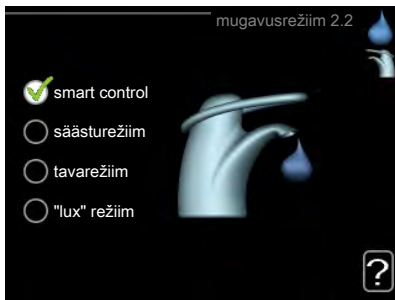 mugavusrežiim 2.2
smart control
säästurežiim
tavarežiim
"lux" režiim
?